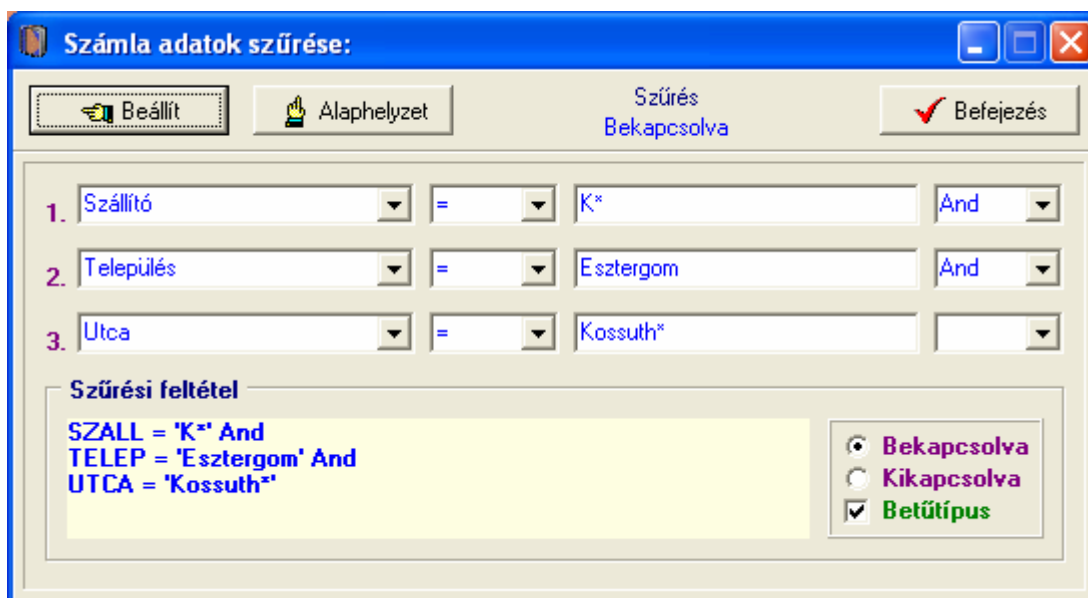 Számla adatok szűrése:
Beállít Alaphelyzet Szűrés Befejezés
Bekapcsolva
1. Szállító = K* And
2. Település = Esztergom And
3. Utca = Kossuth*
Szűrési feltétel
SZALL = 'K*' And
TELEP = 'Esztergom' And
UTCA = 'Kossuth*'
Bekapcsolva
Kikapcsolva
Betűtípus